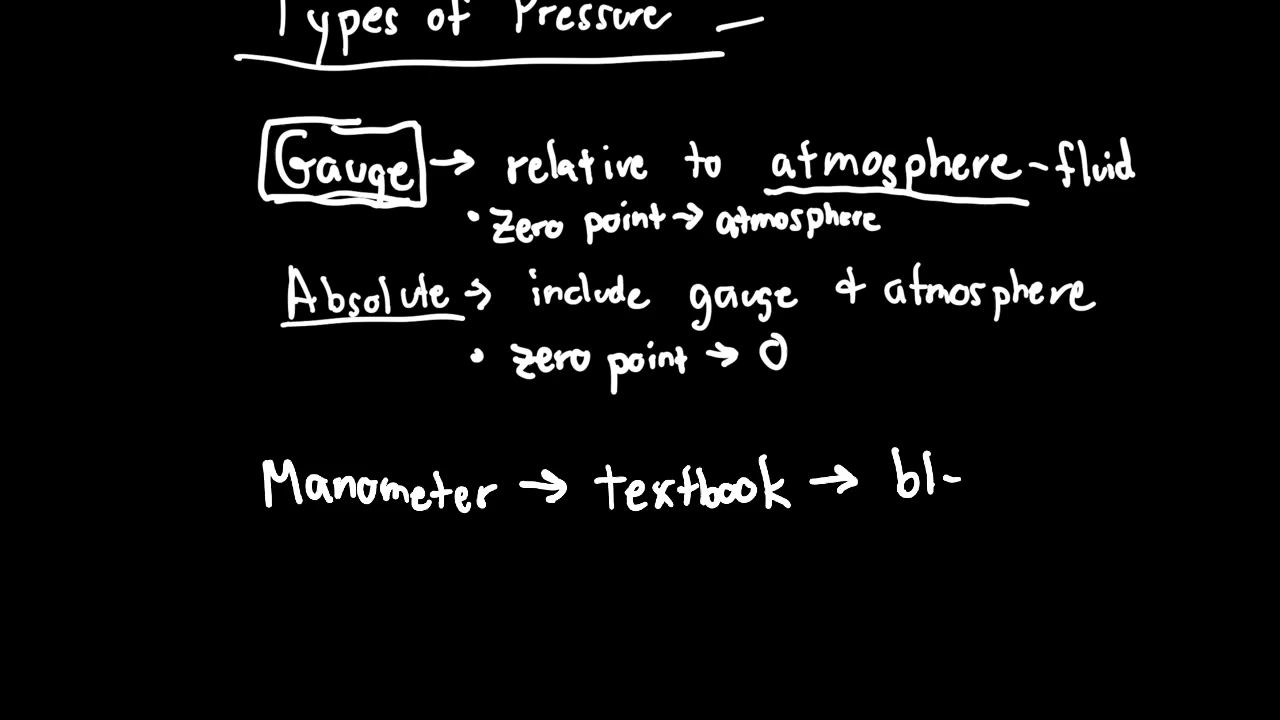 Types of Pressure -
Gauge → relative to atmosphere - fluid
• Zero point → atmosphere
Absolute → include gauge & atmosphere
• zero point → 0
Manometer → textbook → bl-